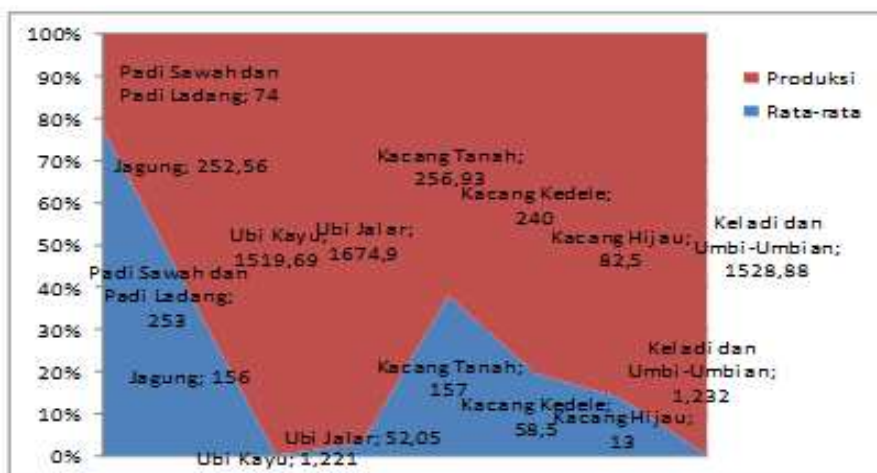 100%
90%
80%
70%
60%
50%
40%
30%
20%
10%
0%
Padi Sawah dan
Padi Ladang; 74
Jagung; 252,56
Ubi Kayu;
1519,69
Ubi Jalar;
1674,9
Kacang Tanah;
256,93
Kacang Kedele;
240
Kacang Hijau;
82,5
Keladi dan
Umbi-Umbian;
1528,88
Padi Sawah dan
Padi Ladang;
253
Jagung; 156
Ubi Kayu; 1,221
Ubi Jalar; 52,05
Kacang Tanah;
157
Kacang Kedele;
58,5
Kacang Hijau;
13
Keladi dan
Umbi-Umbian;
1,232
Produksi
Rata-rata